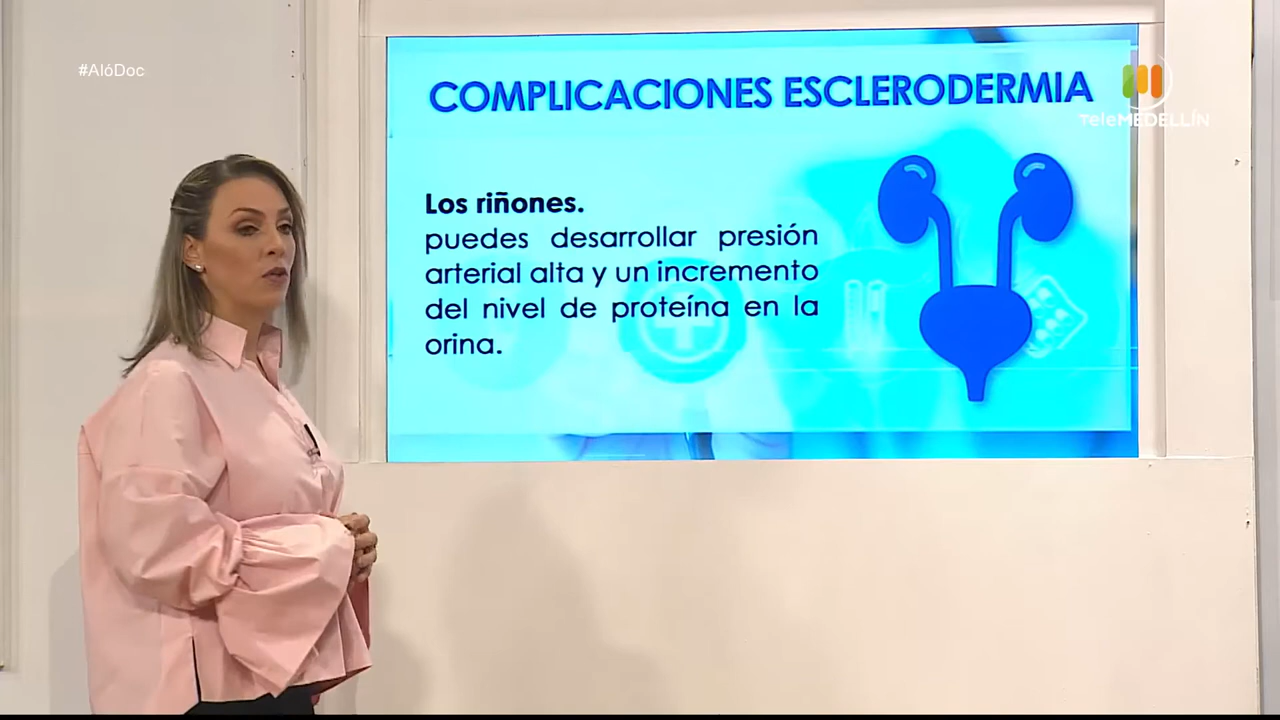 #AlóDoc
COMPLICACIONES ESCLERODERMIA
TeleMEDELLÍN
Los riñones.
puedes desarrollar presión
arterial alta y un incremento
del nivel de proteína en la
orina.